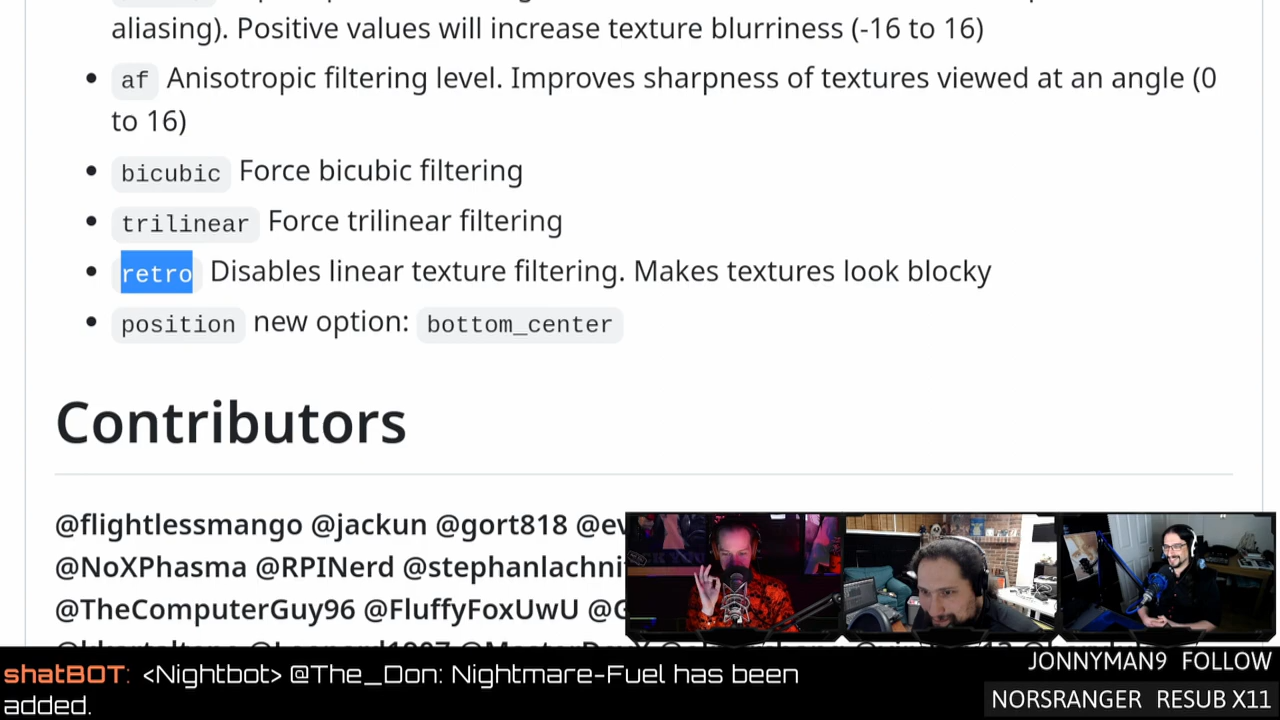 aliasing). Positive values will increase texture blurriness (-16 to 16)
af Anisotropic filtering level. Improves sharpness of textures viewed at an angle (0
to 16)
bicubic Force bicubic filtering
trilinear Force trilinear filtering
retro Disables linear texture filtering. Makes textures look blocky
position new option: bottom_center
Contributors
@flightlessmango @jackun @gort818
@NoXPhasma @RPINerd
@TheComputerGuy96 @FluffyFoxUwU
shatBOT: <Nightbot> @The_Don: Nightmare-Fuel has been
added.
JONNYMAN9 FOLLOW
NORSRANGER RESUB X11